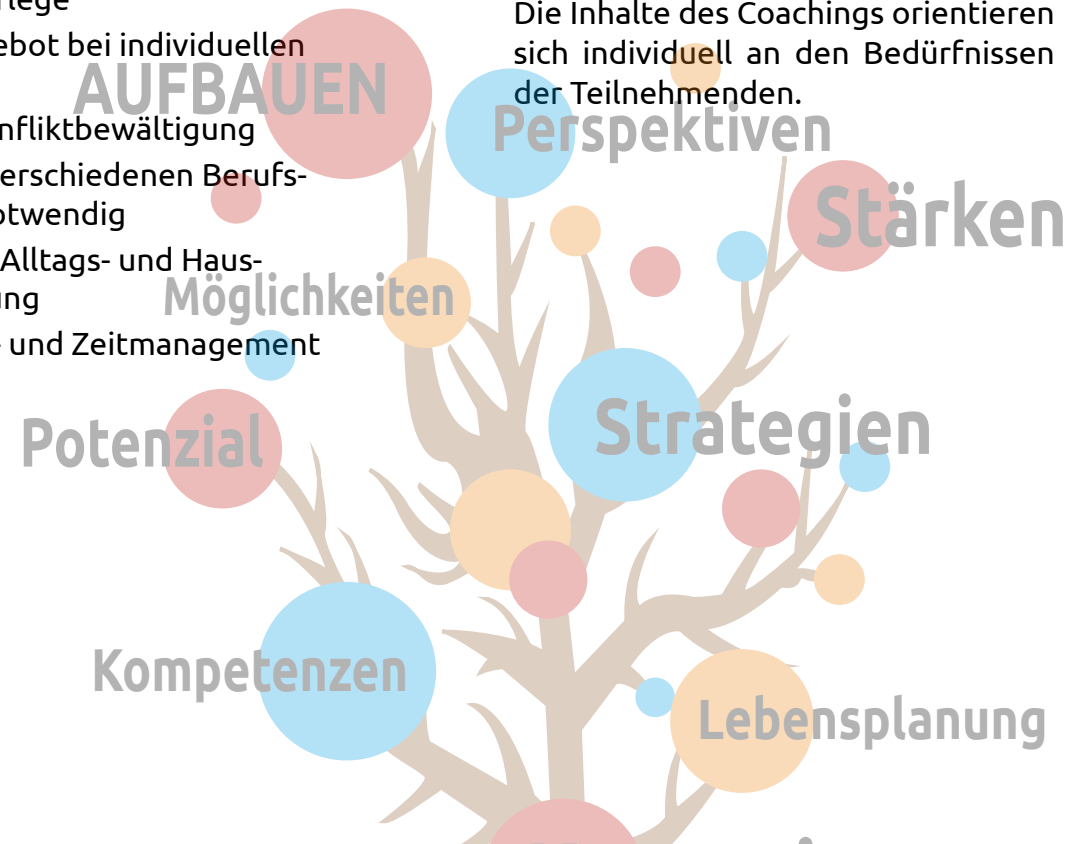 ebot bei individuellen
nfliktbewältigung
erschiedenen Berufs-
otwendig
Alltags- und Haus-
ung
- und Zeitmanagement
Die Inhalte des Coachings orientieren
sich individuell an den Bedürfnissen
der Teilnehmenden.
AUFBAUEN
Perspektiven
Stärken
Möglichkeiten
Strategien
Potenzial
Kompetenzen
Lebensplanung